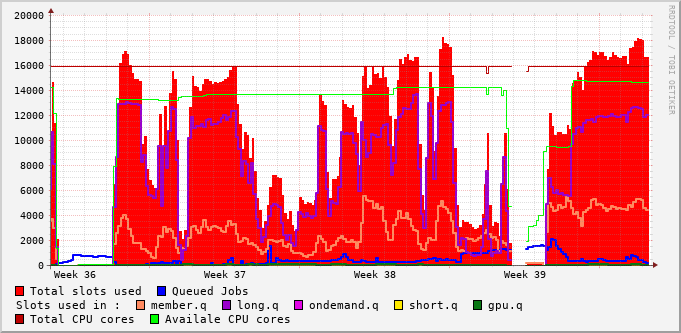 20000
18000
16000
14000
12000
10000
8000
6000
4000
2000
0
Week 36 Week 37 Week 38 Week 39
RRDTOOL / TOBI OETIKER
Total slots used Queued Jobs
Slots used in : member.q long.q ondemand.q short.q gpu.q
Total CPU cores Availale CPU cores